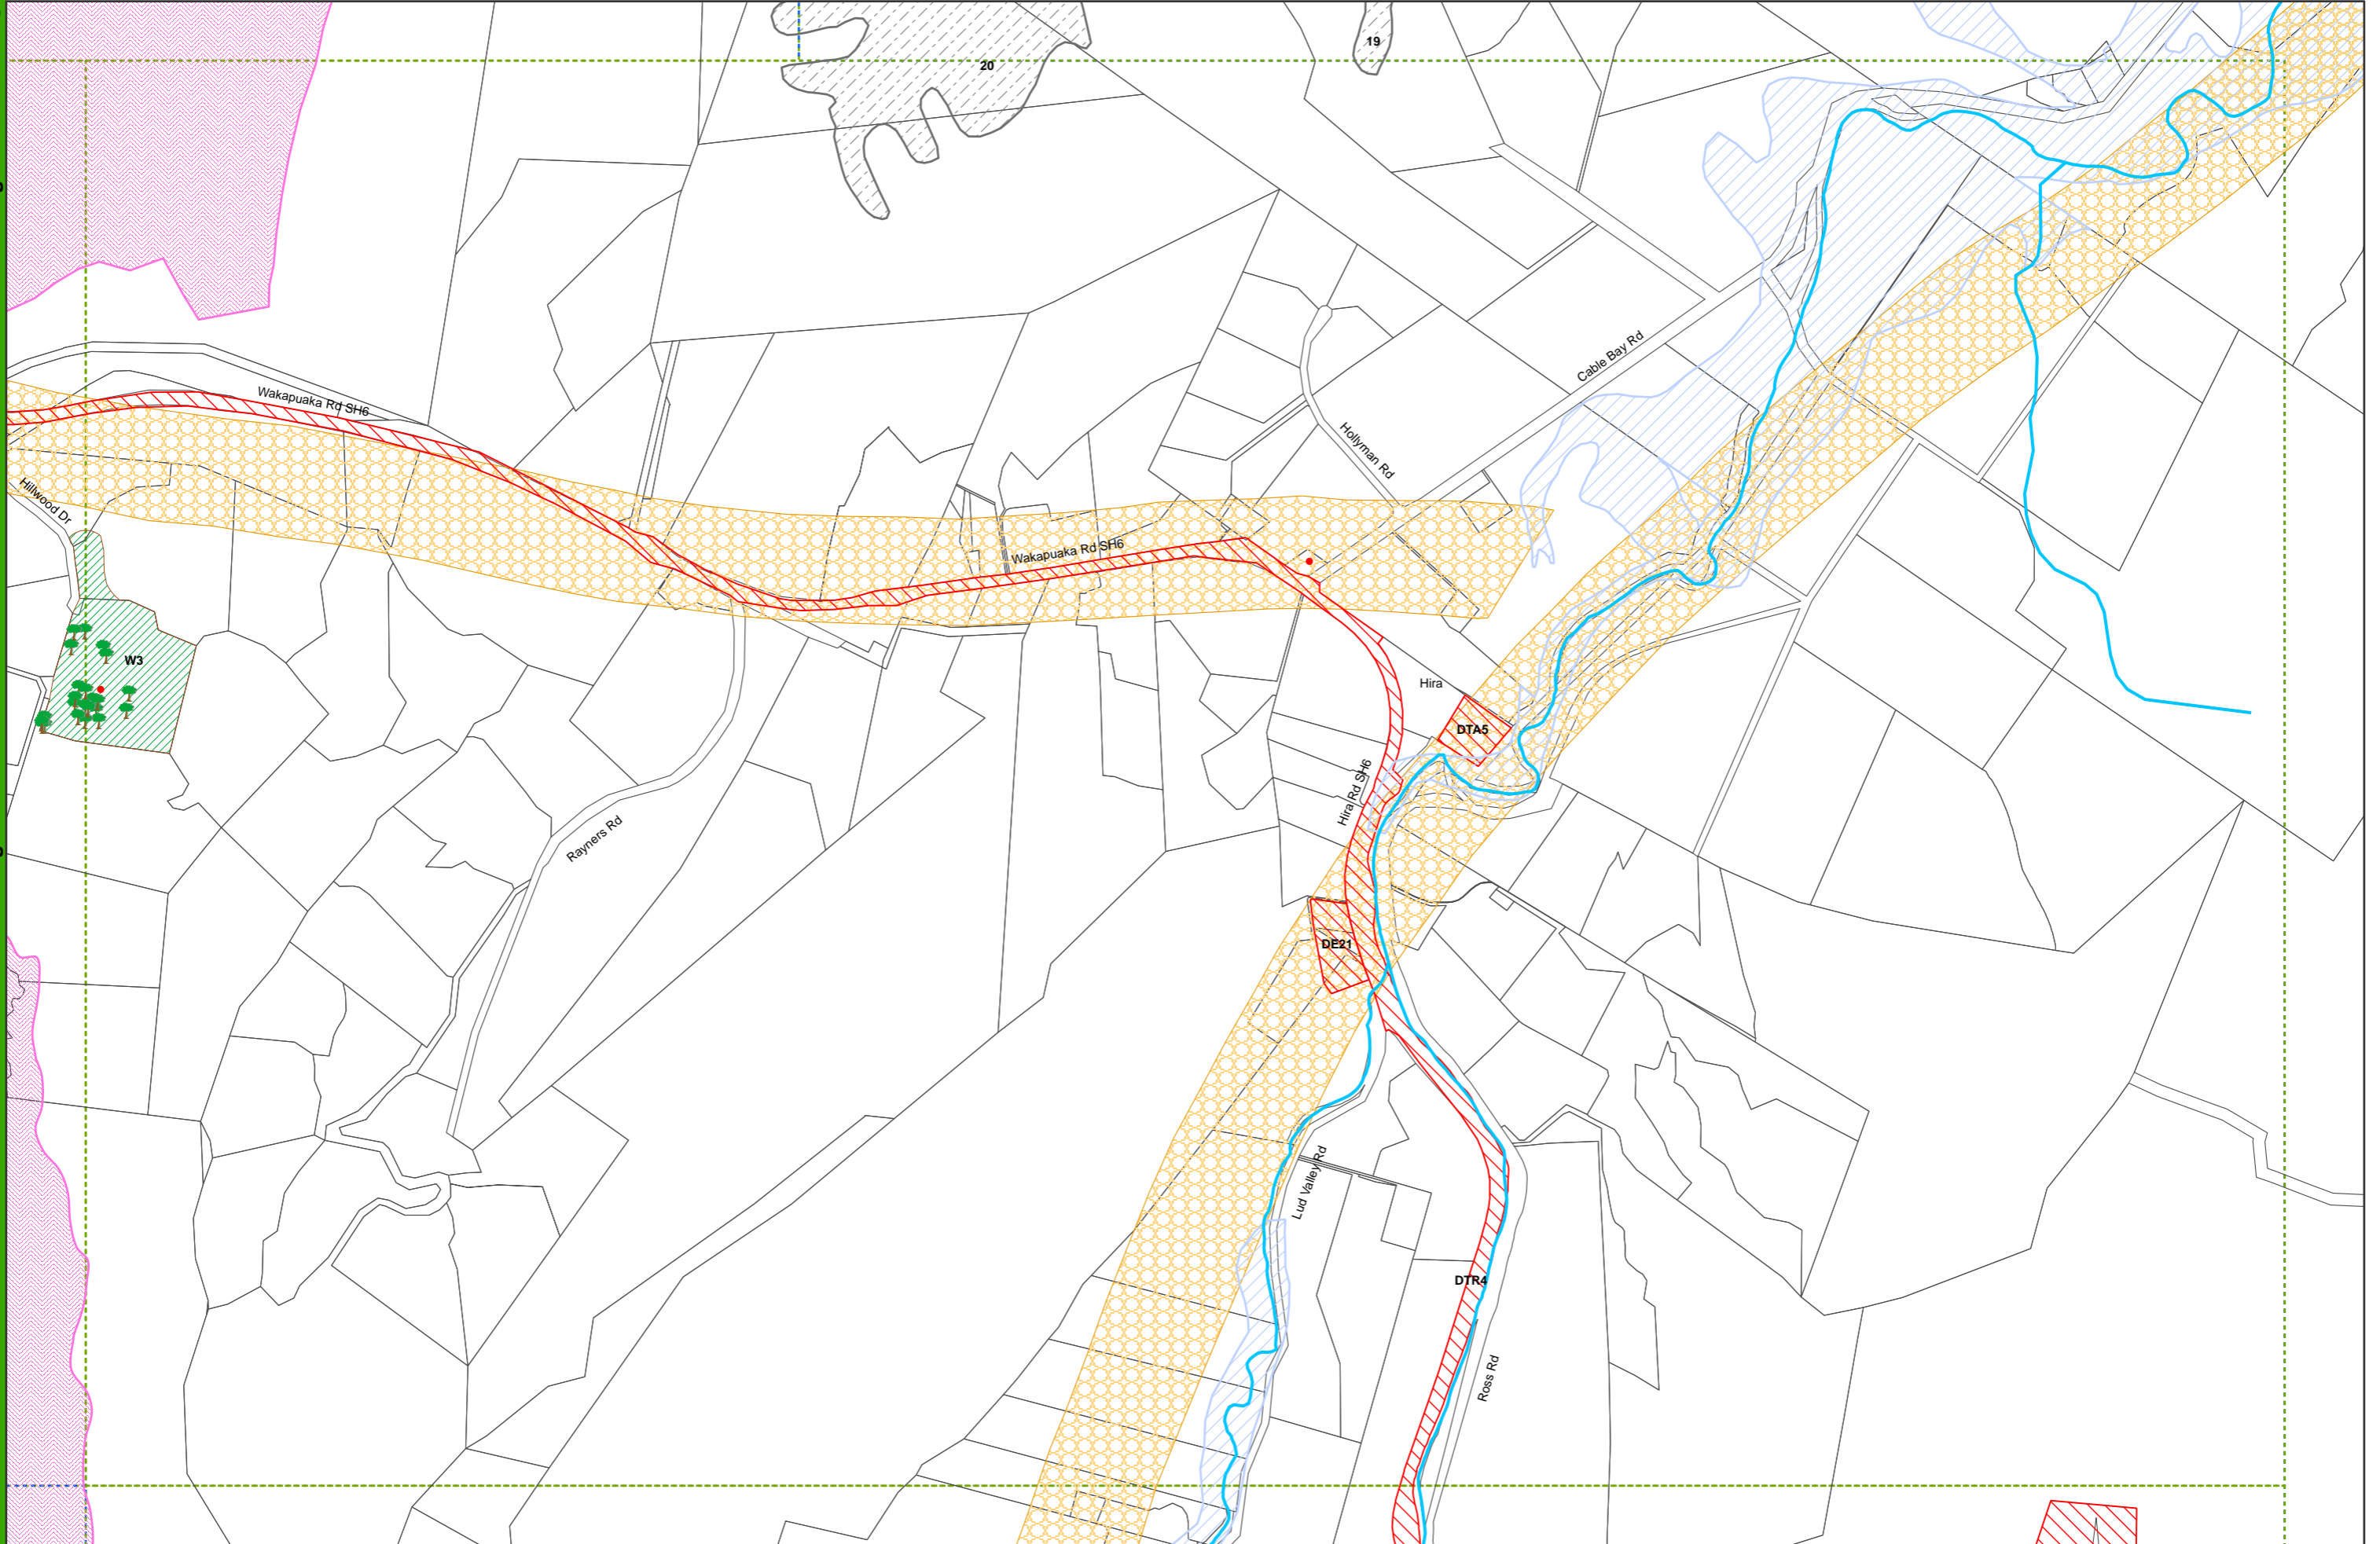 19
20
Cable Bay Rd
Wakapuaka Rd SH6
Hollyman Rd
Hillwood Dr
Wakapuaka Rd SH6
W3
Hira
DTA5
Hira Rd SH6
Rayners Rd
DE21
Lud Valley Rd
DTR4
Ross Rd